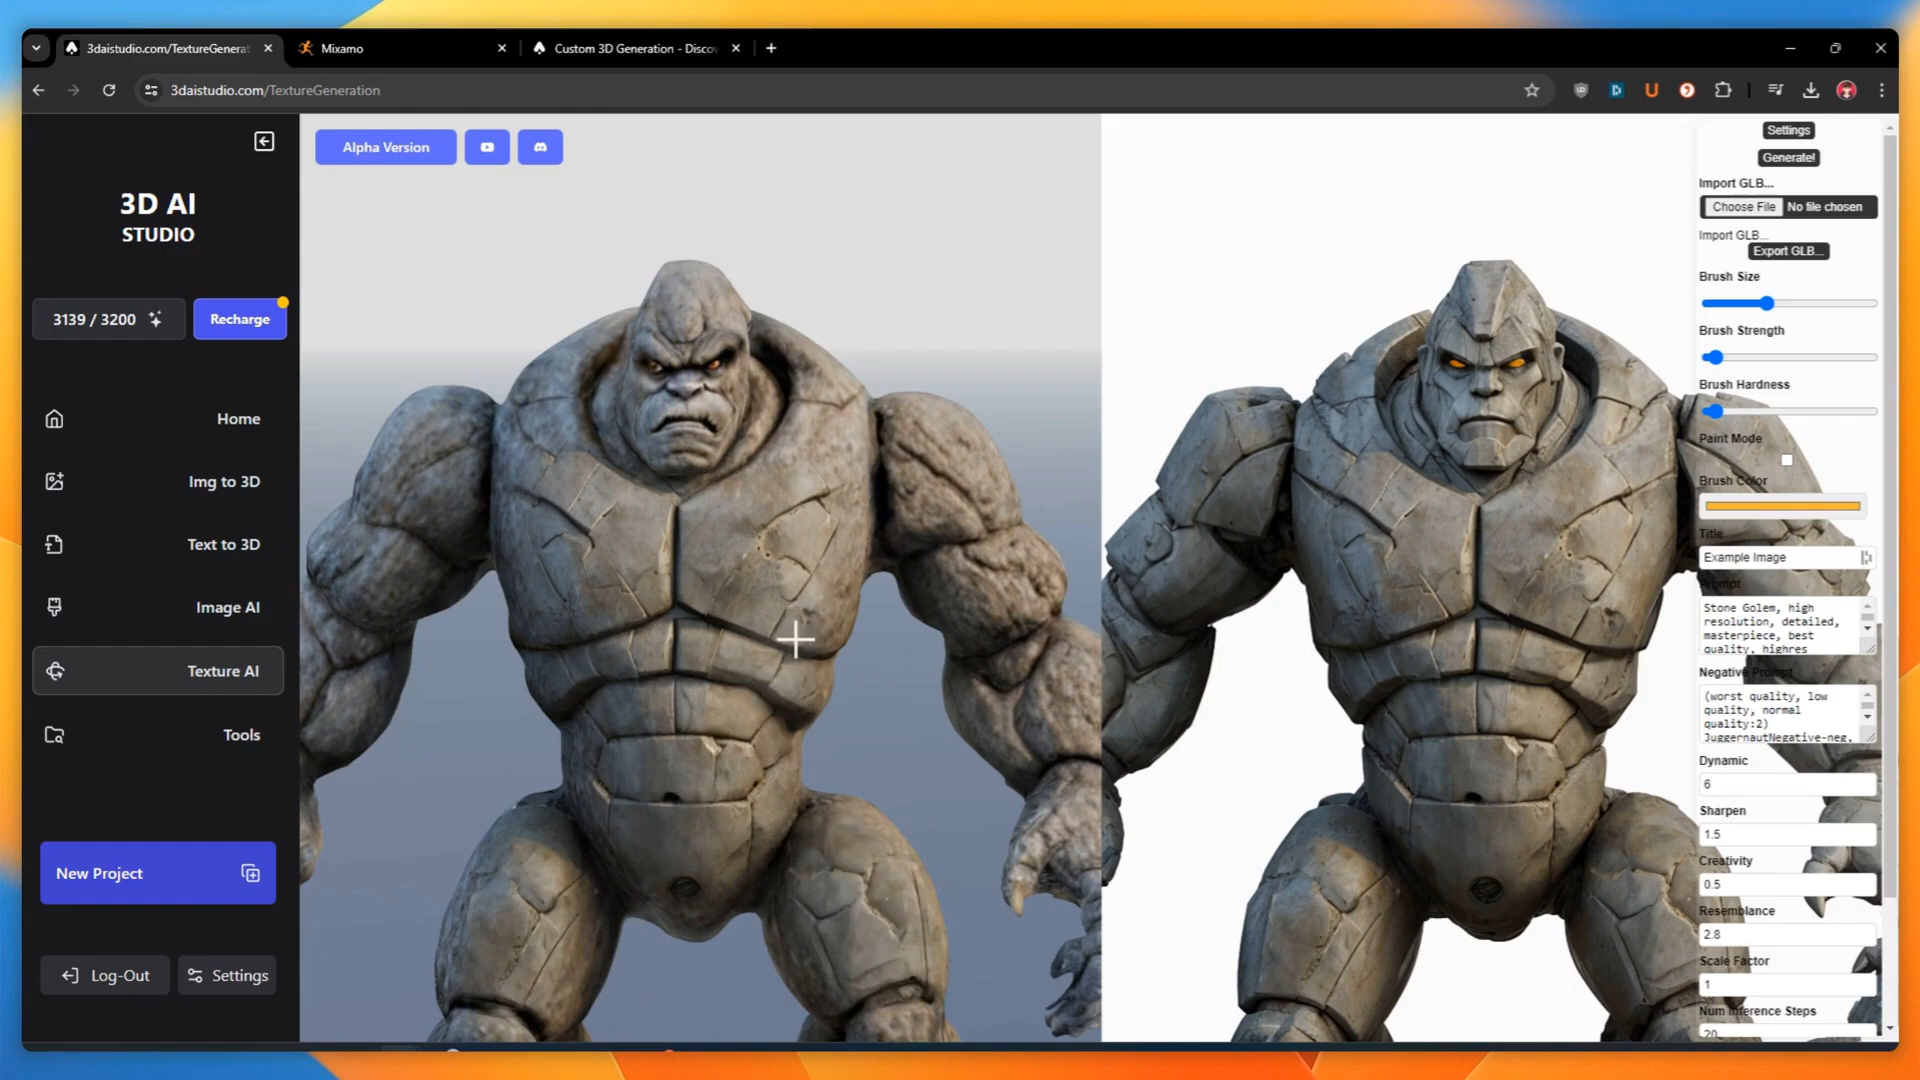 3daistudio.com/TextureGenerat
Mixamo
Custom 3D Generation - Discov
3daistudio.com/TextureGeneration
3D AI
STUDIO
3139 / 3200
Recharge
Home
Img to 3D
Text to 3D
Image AI
Texture AI
Tools
New Project
Log-Out
Settings
Alpha Version
Settings
Generate!
Import GLB...
Choose File No file chosen
Import GLB...
Export GLB...
Brush Size
Brush Strength
Brush Hardness
Paint Mode
Brush Color
Title
Example Image
Prompt
Stone Golem, high
resolution, detailed,
masterpiece, best
quality, highres
Negative Prompt
(worst quality, low
quality, normal
quality:2)
JuggernautNegative-neg,
Dynamic
6
Sharpen
1.5
Creativity
0.5
Resemblance
2.8
Scale Factor
1
Num Inference Steps
20